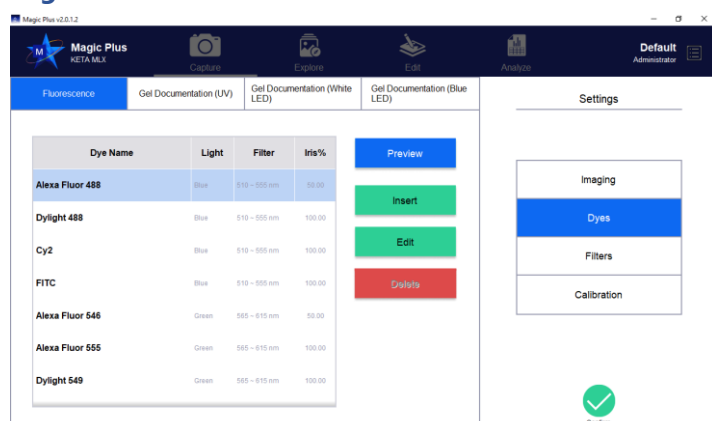 Magic Plus v2.0.1.2
Magic Plus
KETA MLX
M
Capture
Explore
Edit
Analyze
Default
Administrator
Fluorescence
Gel Documentation (UV)
Gel Documentation (White
LED)
Gel Documentation (Blue
LED)
Settings
Dye Name Light Filter Iris%
Alexa Fluor 488 Blue 510 ~ 555 nm 50.00
Dylight 488 Blue 510 ~ 555 nm 100.00
Cy2 Blue 510 ~ 555 nm 100.00
FITC Blue 510 ~ 555 nm 100.00
Alexa Fluor 546 Green 565 ~ 615 nm 50.00
Alexa Fluor 555 Green 565 ~ 615 nm 100.00
Dylight 549 Green 565 ~ 615 nm 100.00
Preview
Insert
Edit
Delete
Imaging
Dyes
Filters
Calibration